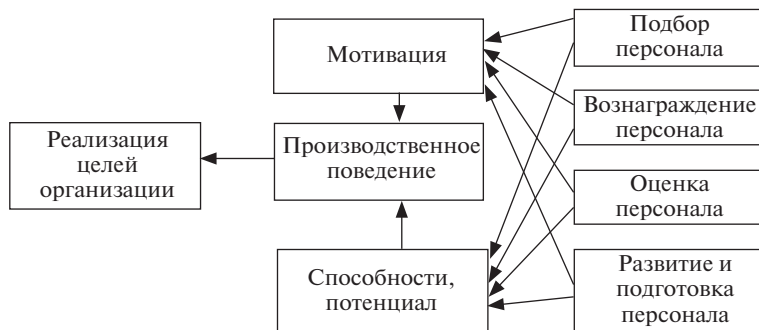 Мотивация
Реализация
целей
организации
Производственное
поведение
Способности,
потенциал
Подбор
персонала
Вознаграждение
персонала
Оценка
персонала
Развитие и
подготовка
персонала